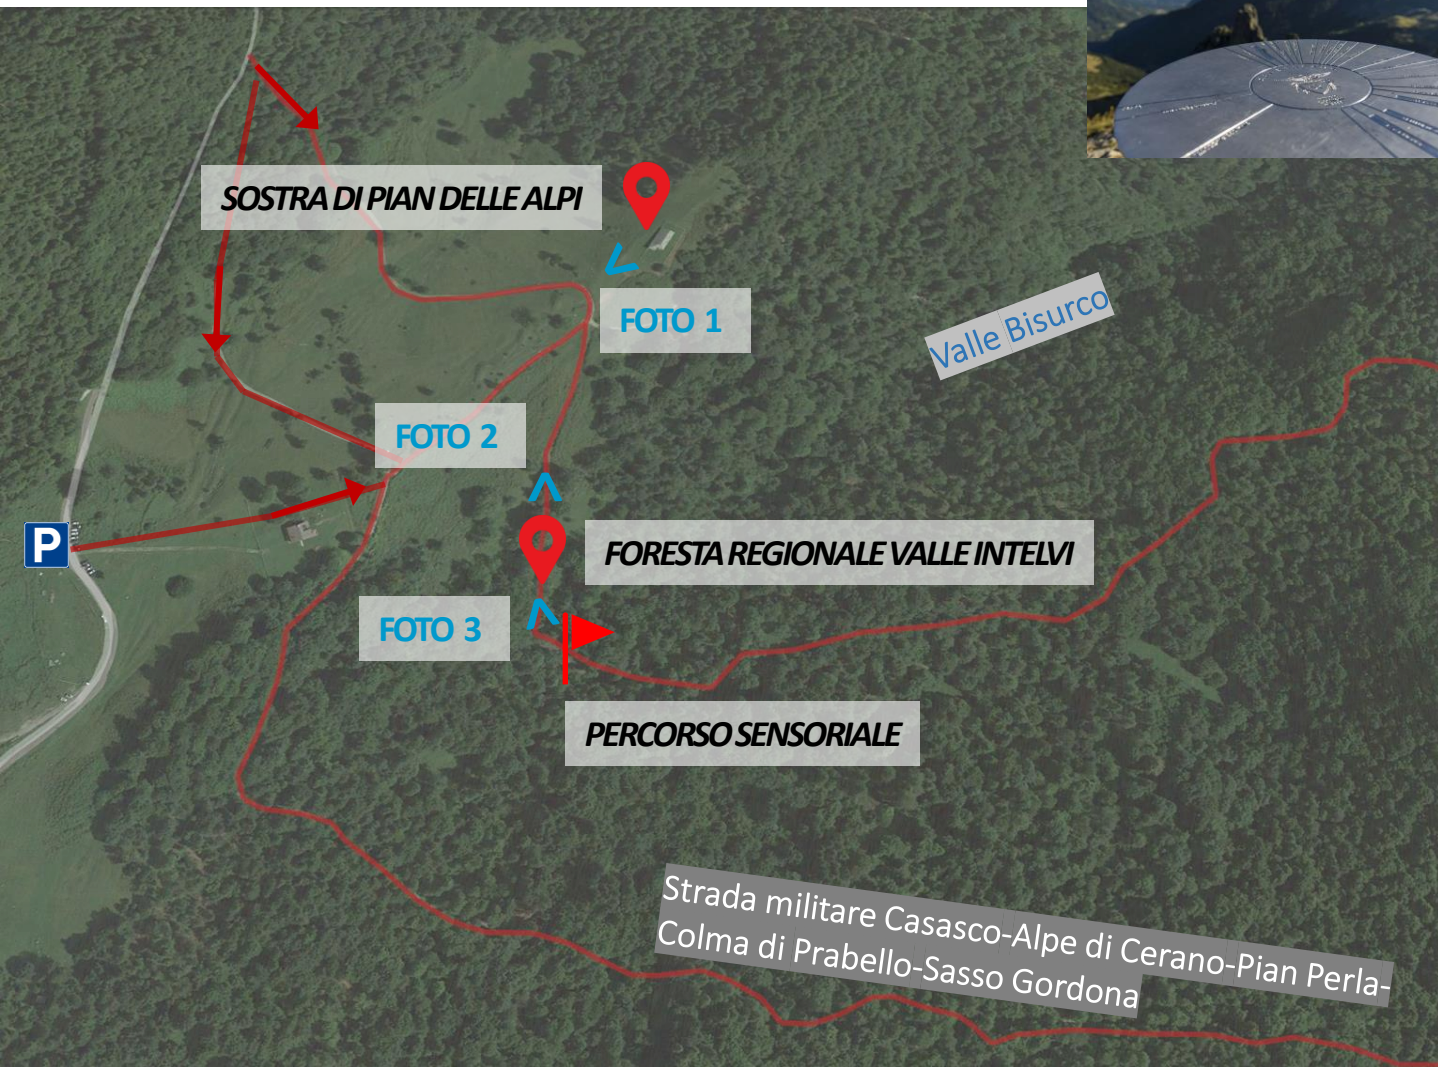 SOSTRA DI PIAN DELLE ALPI
FOTO 1
Valle Bisurco
FOTO 2
P
FORESTA REGIONALE VALLE INTELVI
FOTO 3
PERCORSO SENSORIALE
Strada militare Casasco-Alpe di Cerano-Pian Perla-
Colma di Prabello-Sasso Gordona